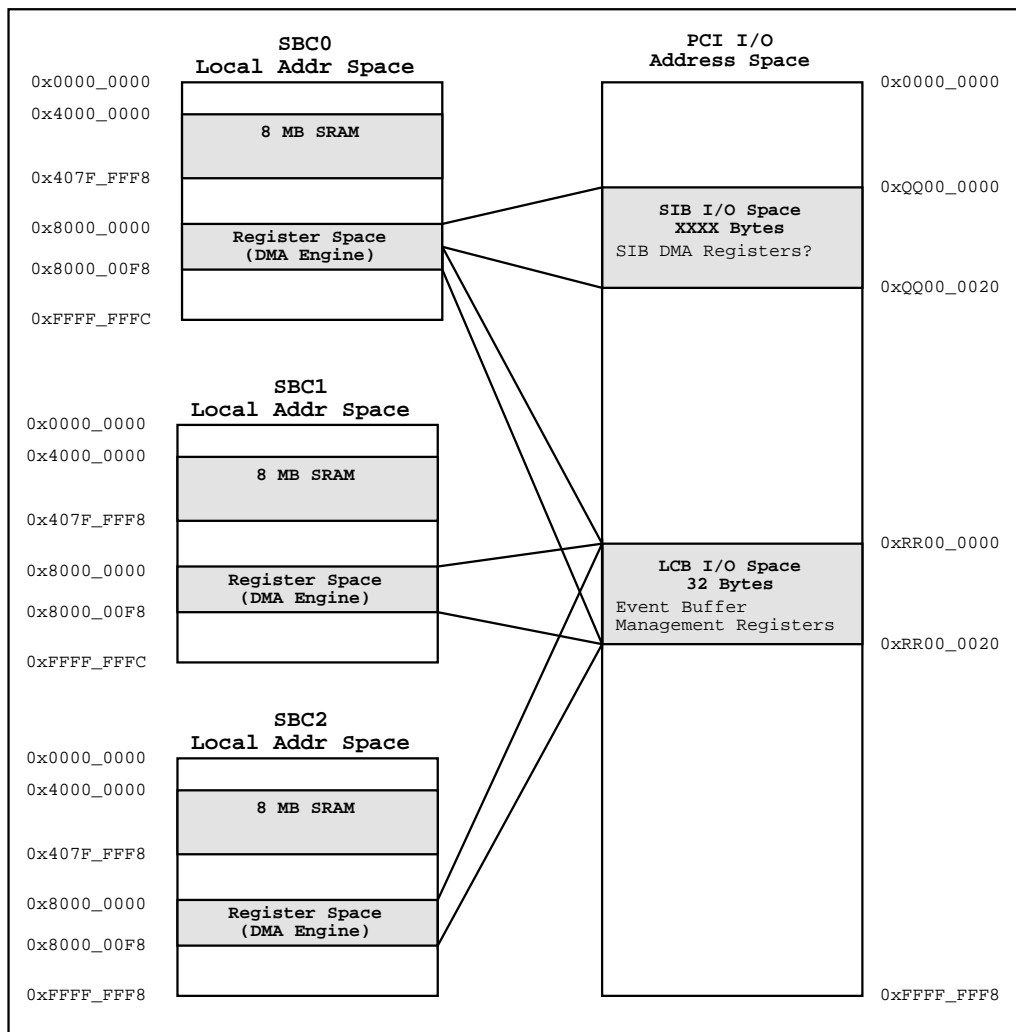 SBC0
Local Addr Space
0x0000_0000
0x4000_0000
8 MB SRAM
0x407F_FFF8
0x8000_0000
Register Space
(DMA Engine)
0x8000_00F8
0xFFFF_FFFC
SBC1
Local Addr Space
0x0000_0000
0x4000_0000
8 MB SRAM
0x407F_FFF8
0x8000_0000
Register Space
(DMA Engine)
0x8000_00F8
0xFFFF_FFFC
SBC2
Local Addr Space
0x0000_0000
0x4000_0000
8 MB SRAM
0x407F_FFF8
0x8000_0000
Register Space
(DMA Engine)
0x8000_00F8
0xFFFF_FFF8
PCI I/O
Address Space
0x0000_0000
0xQQ00_0000
SIB I/O Space
XXXX Bytes
SIB DMA Registers?
0xQQ00_0020
0xRR00_0000
LCB I/O Space
32 Bytes
Event Buffer
Management Registers
0xRR00_0020
0xFFFF_FFF8